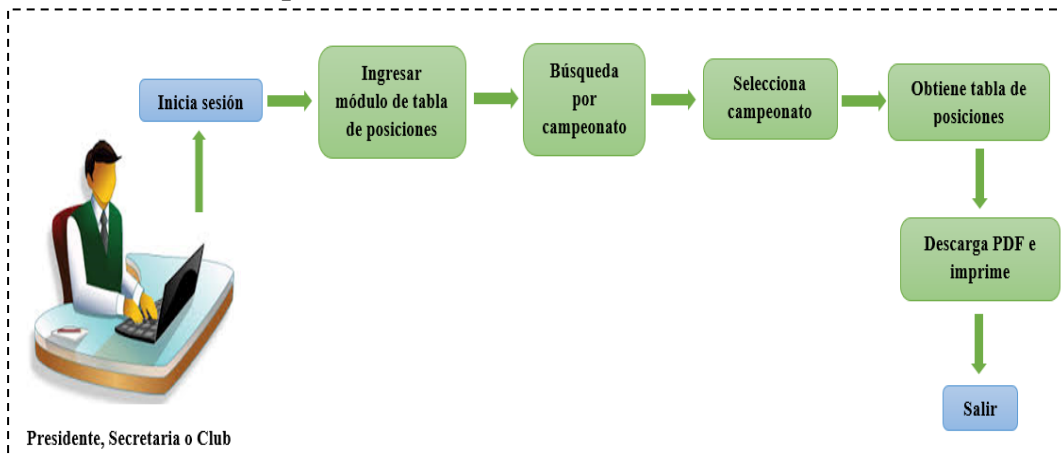 Inicia sesión
Ingresar
módulo de tabla
de posiciones
Búsqueda
por
campeonato
Selecciona
campeonato
Obtiene tabla de
posiciones
Descarga PDF e
imprime
Salir
Presidente, Secretaria o Club